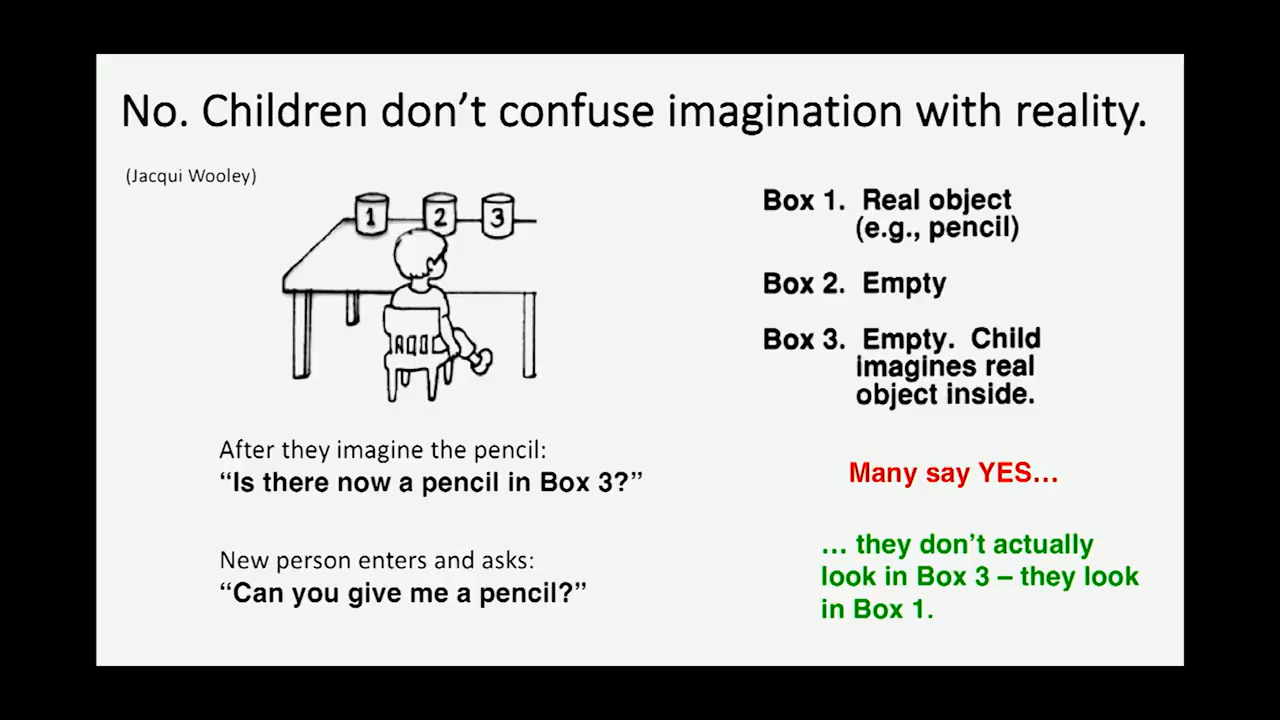 No. Children don’t confuse imagination with reality.
(Jacqui Wooley)
1 2 3
Box 1. Real object
(e.g., pencil)
Box 2. Empty
Box 3. Empty. Child
imagines real
object inside.
After they imagine the pencil:
“Is there now a pencil in Box 3?”
Many say YES…
New person enters and asks:
“Can you give me a pencil?”
… they don’t actually
look in Box 3 – they look
in Box 1.